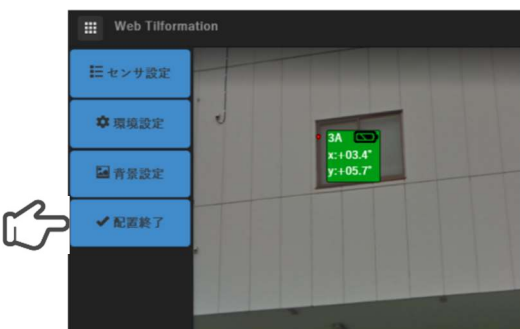 Web Tilformation
センサ設定
環境設定
背景設定
配置終了
3A
x:+03.4°
y:+05.7°